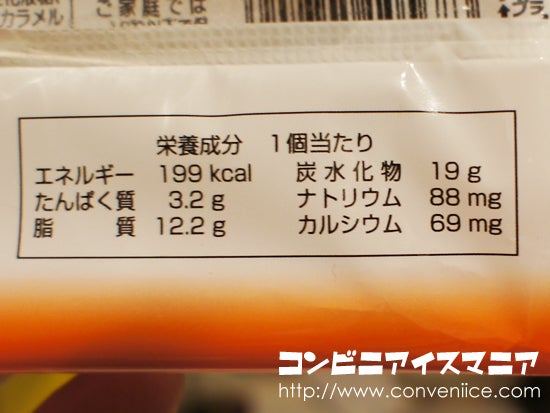 カラメル
ご家庭では
プラ
栄養成分 1個当たり
エネルギー 199 kcal 炭水化物 19 g
たんぱく質 3.2 g ナトリウム 88 mg
脂質 12.2 g カルシウム 69 mg
コンビニアイスマニア
http://www.conveniice.com/